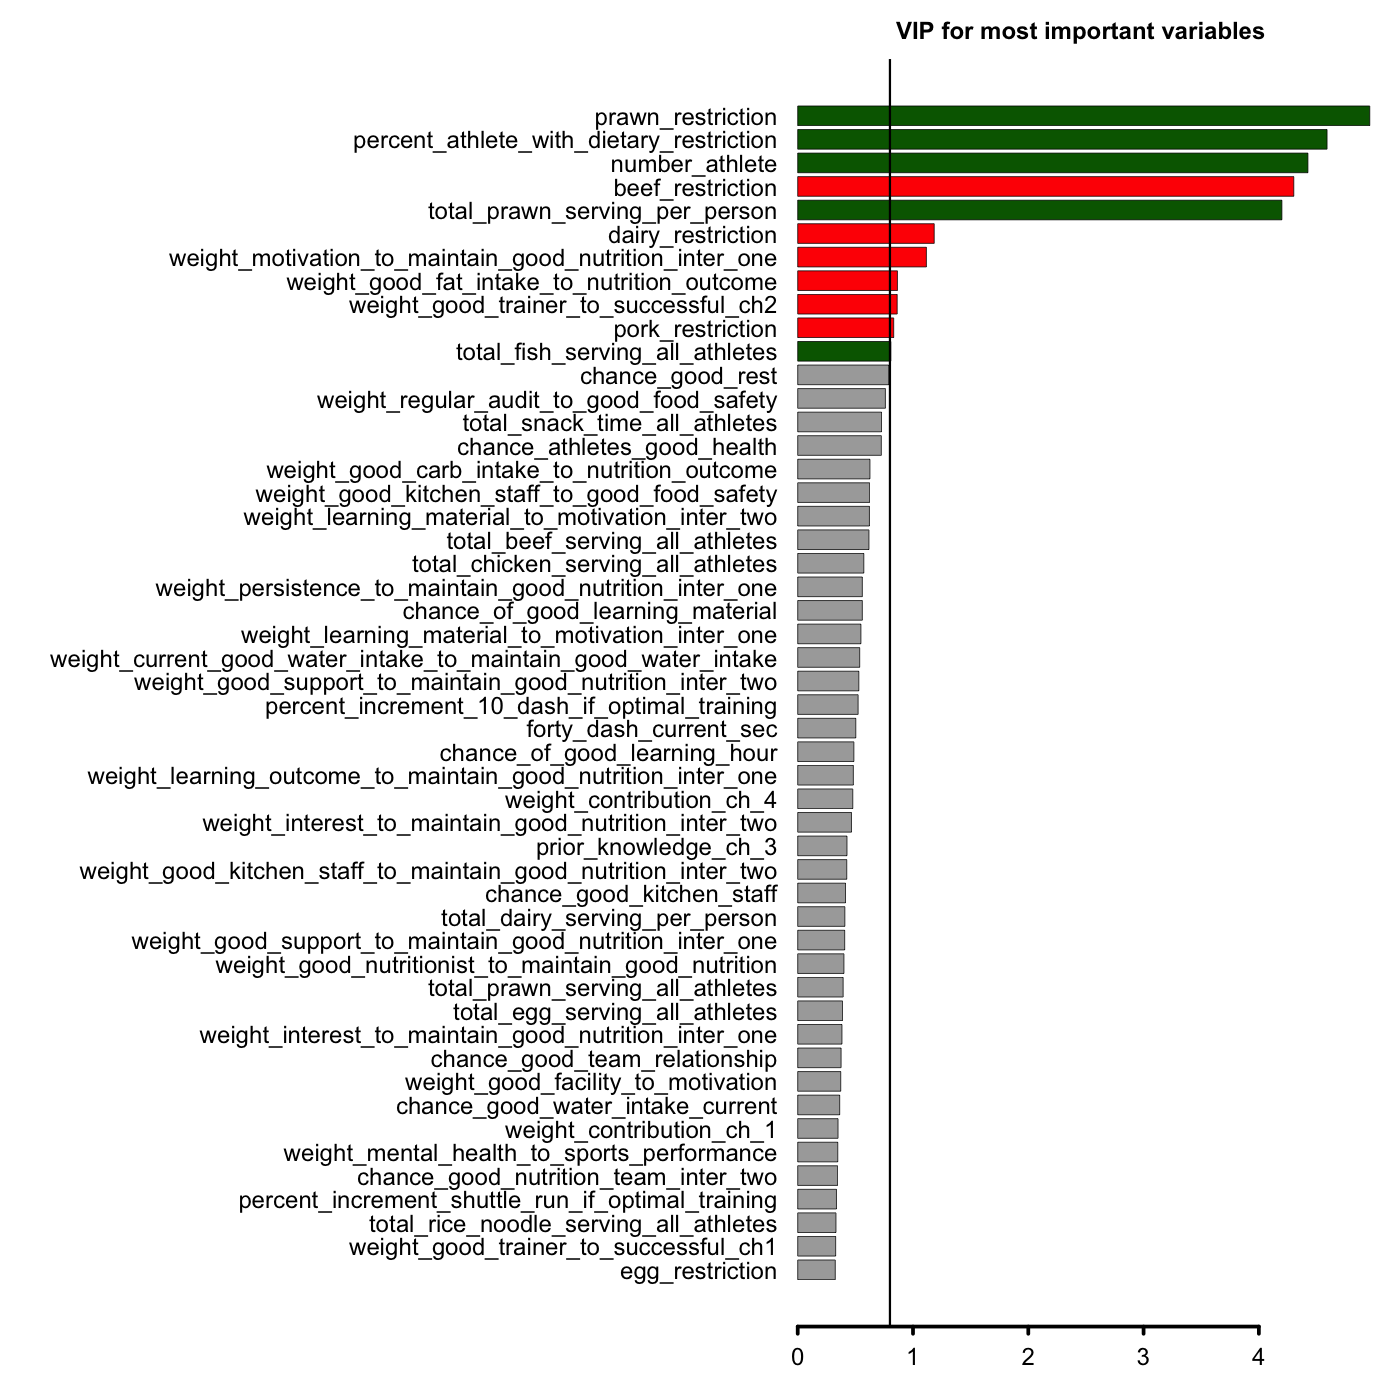 VIP for most important variables
prawn_restriction
percent_athlete_with_dietary_restriction
number_athlete
beef_restriction
total_prawn_serving_per_person
dairy_restriction
weight_motivation_to_maintain_good_nutrition_inter_one
weight_good_fat_intake_to_nutrition_outcome
weight_good_trainer_to_successful_ch2
pork_restriction
total_fish_serving_all_athletes
chance_good_rest
weight_regular_audit_to_good_food_safety
total_snack_time_all_athletes
chance_athletes_good_health
weight_good_carb_intake_to_nutrition_outcome
weight_good_kitchen_staff_to_good_food_safety
weight_learning_material_to_motivation_inter_two
total_beef_serving_all_athletes
total_chicken_serving_all_athletes
weight_persistence_to_maintain_good_nutrition_inter_one
chance_of_good_learning_material
weight_learning_material_to_motivation_inter_one
weight_current_good_water_intake_to_maintain_good_water_intake
weight_good_support_to_maintain_good_nutrition_inter_two
percent_increment_10_dash_if_optimal_training
forty_dash_current_sec
chance_of_good_learning_hour
weight_learning_outcome_to_maintain_good_nutrition_inter_one
weight_contribution_ch_4
weight_interest_to_maintain_good_nutrition_inter_two
prior_knowledge_ch_3
weight_good_kitchen_staff_to_maintain_good_nutrition_inter_two
chance_good_kitchen_staff
total_dairy_serving_per_person
weight_good_support_to_maintain_good_nutrition_inter_one
weight_good_nutritionist_to_maintain_good_nutrition
total_prawn_serving_all_athletes
total_egg_serving_all_athletes
weight_interest_to_maintain_good_nutrition_inter_one
chance_good_team_relationship
weight_good_facility_to_motivation
chance_good_water_intake_current
weight_contribution_ch_1
weight_mental_health_to_sports_performance
chance_good_nutrition_team_inter_two
percent_increment_shuttle_run_if_optimal_training
total_rice_noodle_serving_all_athletes
weight_good_trainer_to_successful_ch1
egg_restriction
0 1 2 3 4